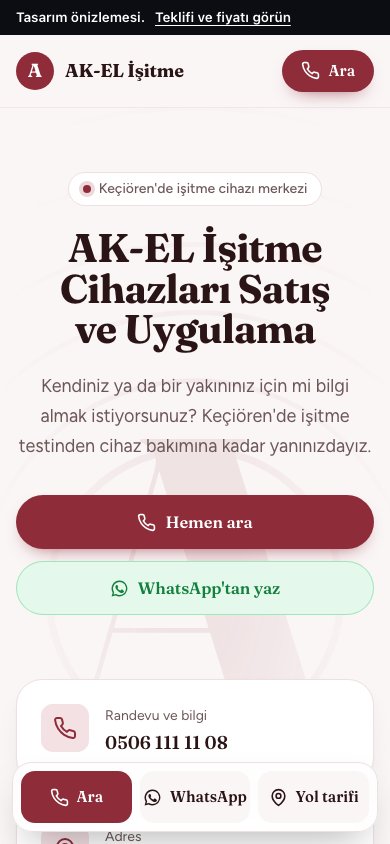 Tasarım önizlemesi. Teklifi ve fiyatı görün
A AK-EL İşitme Ara
Keçiören'de işitme cihazı merkezi
AK-EL İşitme
Cihazları Satış
ve Uygulama
Kendiniz ya da bir yakınınız için mi bilgi
almak istiyorsunuz? Keçiören'de işitme
testinden cihaz bakımına kadar yanınızdayız.
Hemen ara
WhatsApp'tan yaz
Randevu ve bilgi
0506 111 11 08
Ara WhatsApp Yol tarifi
Adres